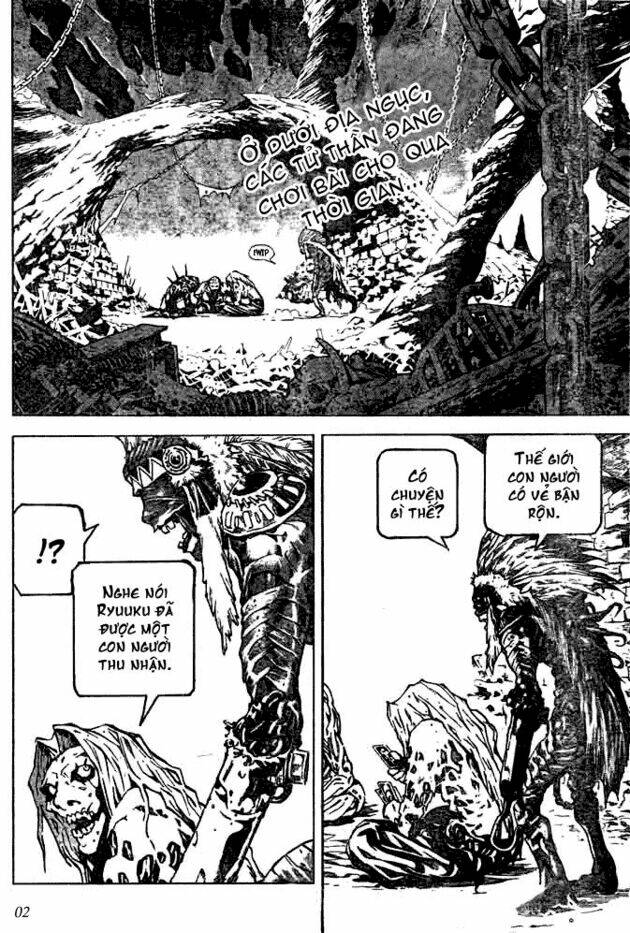 Ở DƯỚI ĐỊA NGỤC,
CÁC TỬ THẦN ĐANG
CHƠI BÀI CHO QUA
THỜI GIAN...
THẾ GIỚI
CON NGƯỜI
CÓ VẺ BẬN
RỘN.
CÓ
CHUYỆN
GÌ THẾ?
NGHE NÓI
RYUUKU ĐÃ
ĐƯỢC MỘT
CON NGƯỜI
THU NHẬN.
!?
02